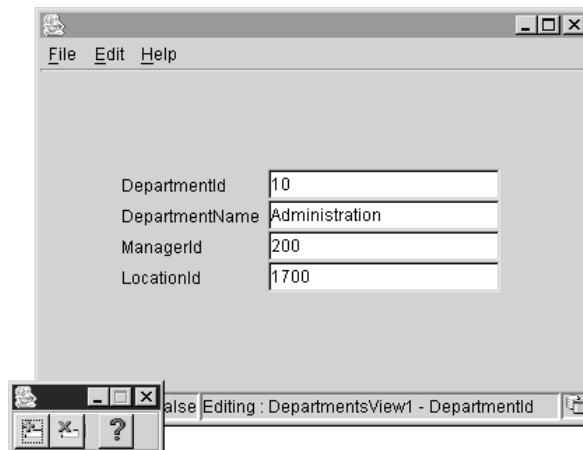 File Edit Help
DepartmentId 10
DepartmentName Administration
ManagerId 200
LocationId 1700
alse Editing : DepartmentsView1 - DepartmentId